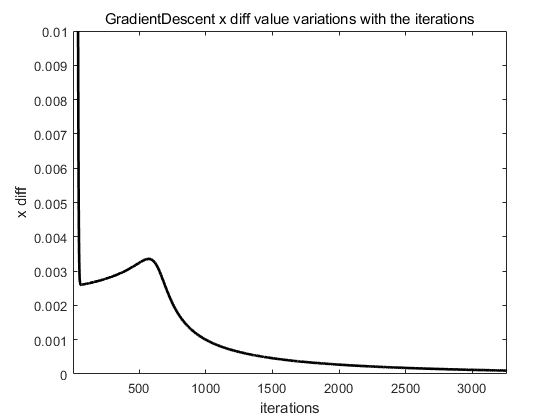 GradientDescent x diff value variations with the iterations
0.01
0.009
0.008
0.007
0.006
0.005
0.004
0.003
0.002
0.001
0
x diff
500 1000 1500 2000 2500 3000
iterations